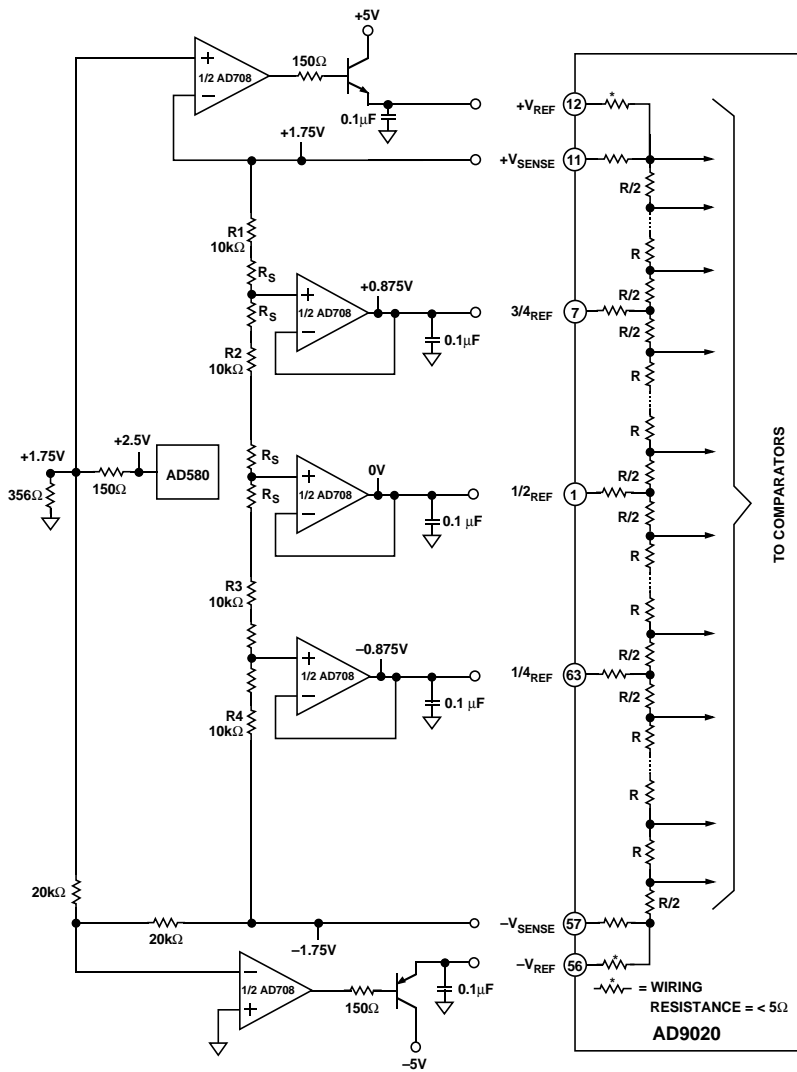 +5V
150Ω
+
1/2 AD708
−
0.1µF
+VREF
12
*
+1.75V
+VSENSE
11
R/2
R1
10kΩ
RS
R
+0.875V
+
1/2 AD708
−
RS
3/4REF
7
R/2
R/2
0.1µF
R2
10kΩ
R
R
+1.75V
+2.5V
AD580
356Ω
150Ω
RS
0V
+
1/2 AD708
−
RS
1/2REF
1
R/2
R/2
0.1 µF
TO COMPARATORS
R
R3
10kΩ
R
−0.875V
+
1/2 AD708
−
1/4REF
63
R/2
R/2
0.1 µF
R4
10kΩ
R
R
R
20kΩ
R/2
20kΩ
−1.75V
−VSENSE
57
−
1/2 AD708
+
150Ω
0.1µF
−VREF
56
*
−5V
* = WIRING
RESISTANCE = < 5Ω
AD9020